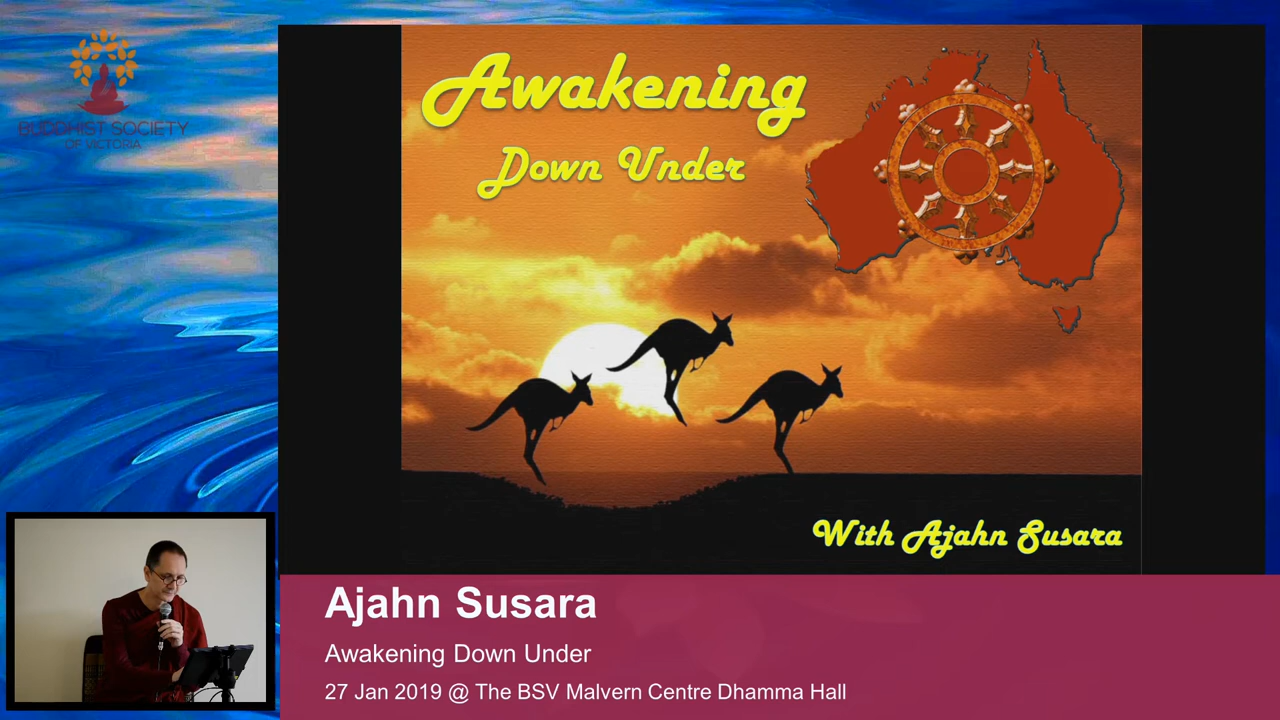 BUDDHIST SOCIETY
OF VICTORIA
Awakening
Down Under
With Ajahn Susara
Ajahn Susara
Awakening Down Under
27 Jan 2019 @ The BSV Malvern Centre Dhamma Hall